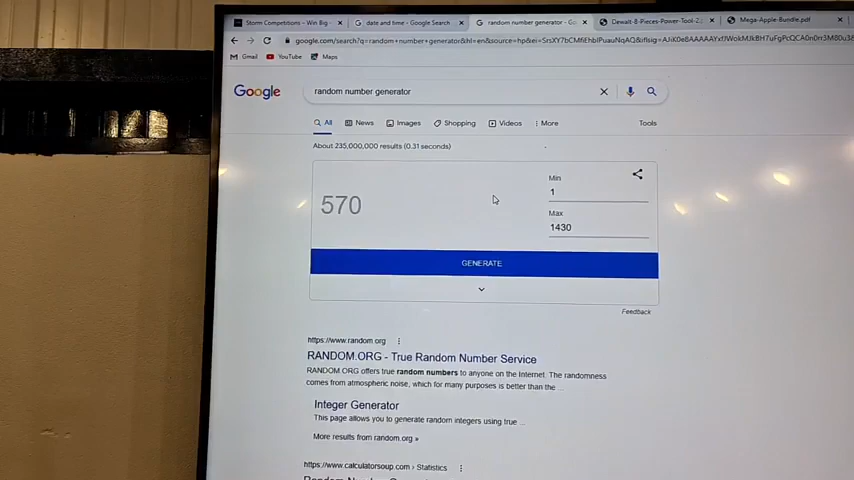 Storm Competitions – Win Big
date and time - Google Search
random number generator - Go
Dewalt-8-Pieces-Power-Tool-2
Mega-Apple-Bundle.pdf
Gmail YouTube Maps
Google
random number generator
All News Images Shopping Videos More Tools
About 235,000,000 results (0.31 seconds)
570
Min
1
Max
1430
GENERATE
Feedback
https://www.random.org
RANDOM.ORG - True Random Number Service
RANDOM.ORG offers true random numbers to anyone on the Internet. The randomness
comes from atmospheric noise, which for many purposes is better than the ...
Integer Generator
This page allows you to generate random integers using true ...
More results from random.org »
https://www.calculatorsoup.com › Statistics